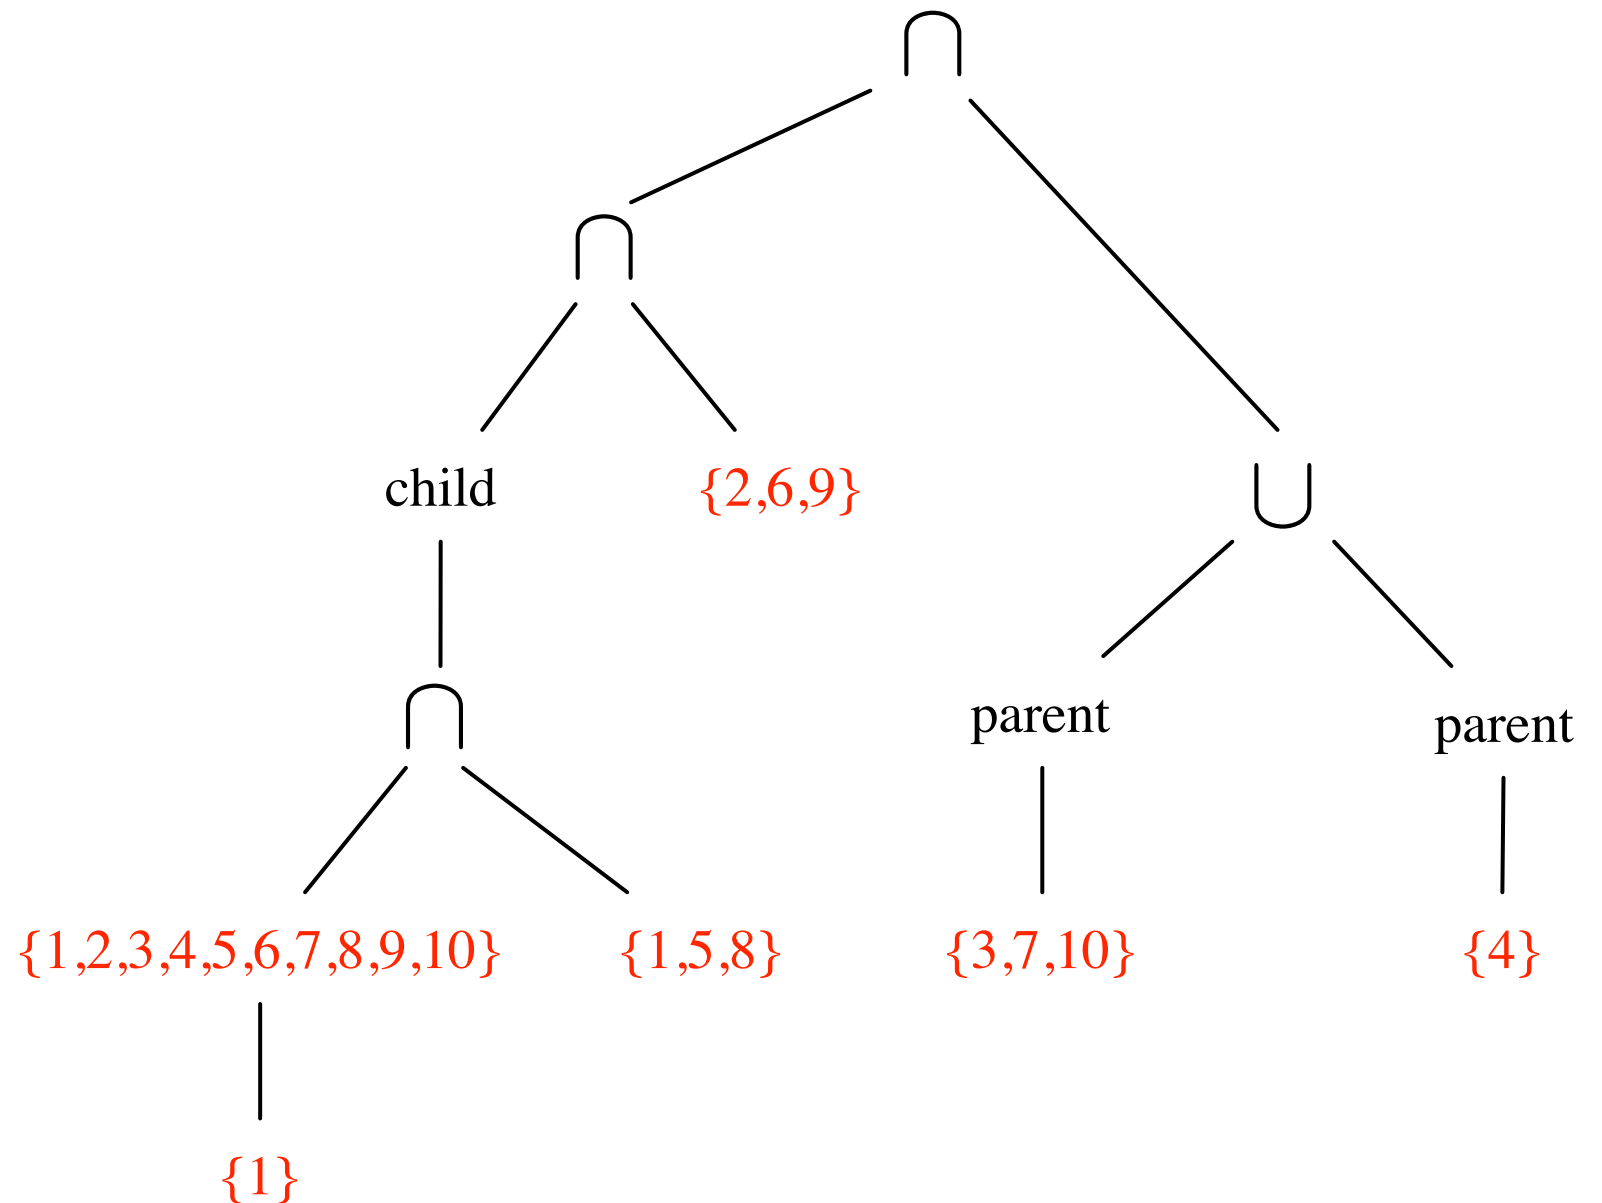 ∩
∩
child {2,6,9} ∪
∩ parent parent
{1,2,3,4,5,6,7,8,9,10} {1,5,8} {3,7,10} {4}
{1}